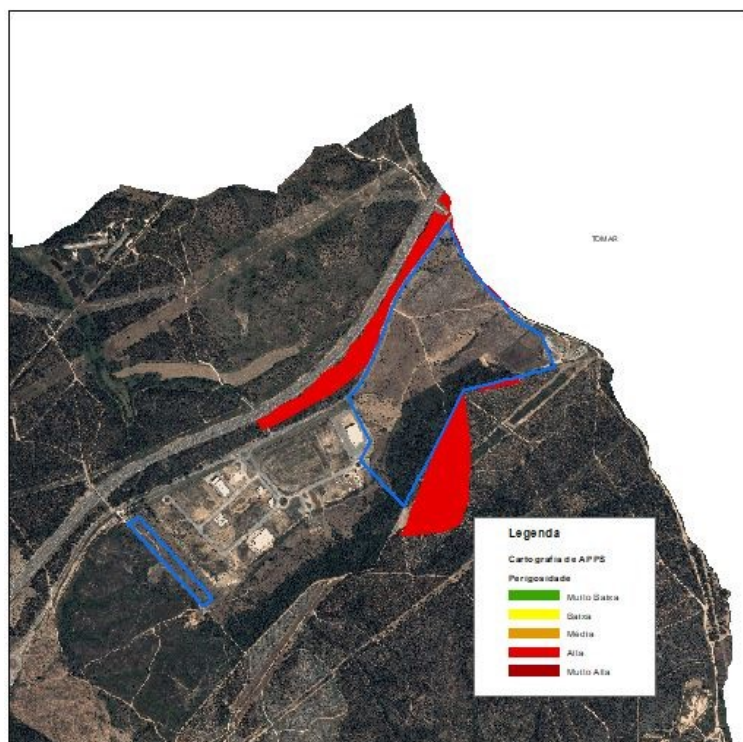 TOMAR
Legenda
Cartografia de APPS
Perigosidade
Muito Baixa
Baixa
Média
Alta
Muito Alta